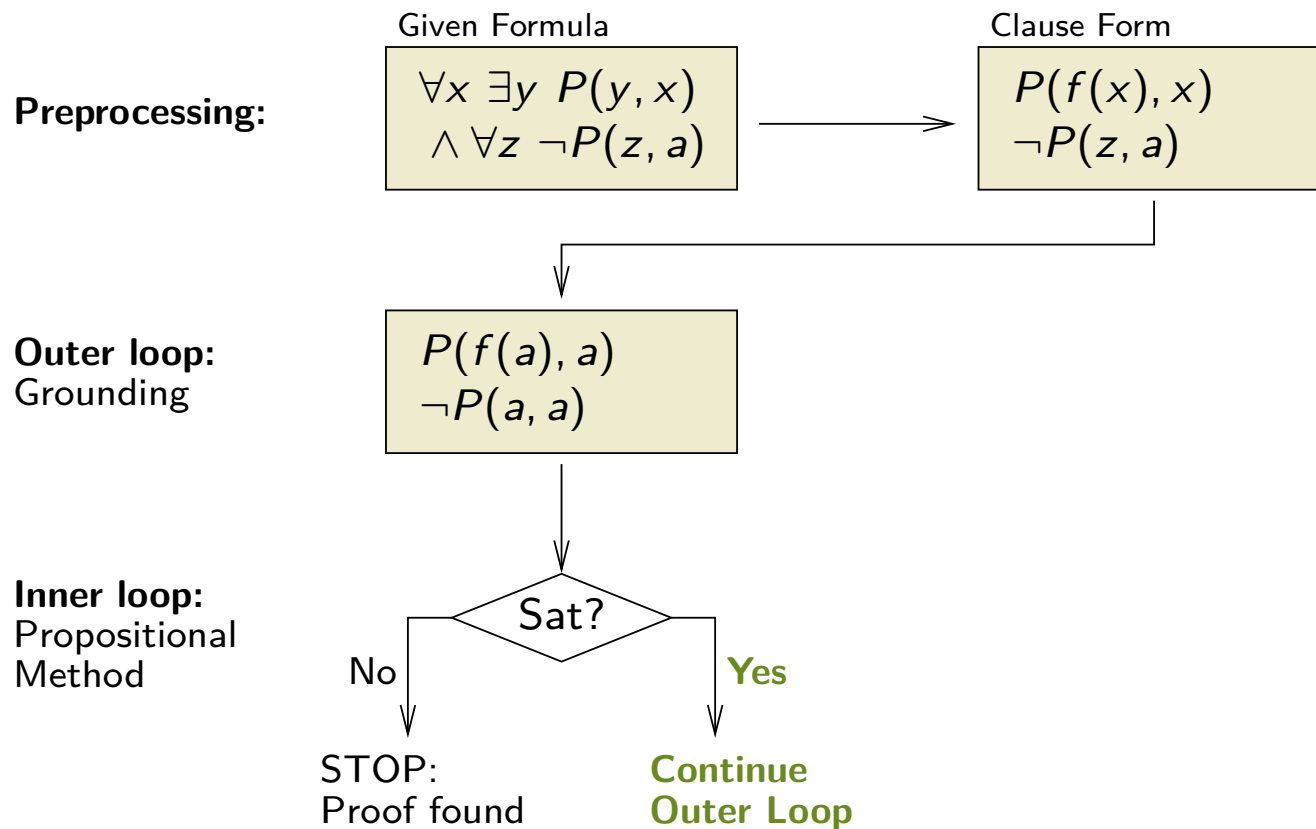 Given Formula
Clause Form
Preprocessing:
∀x ∃y P(y, x)
∧ ∀z ¬P(z, a)
P(f(x), x)
¬P(z, a)
Outer loop:
Grounding
P(f(a), a)
¬P(a, a)
Inner loop:
Propositional
Method
Sat?
No
Yes
STOP:
Proof found
Continue
Outer Loop